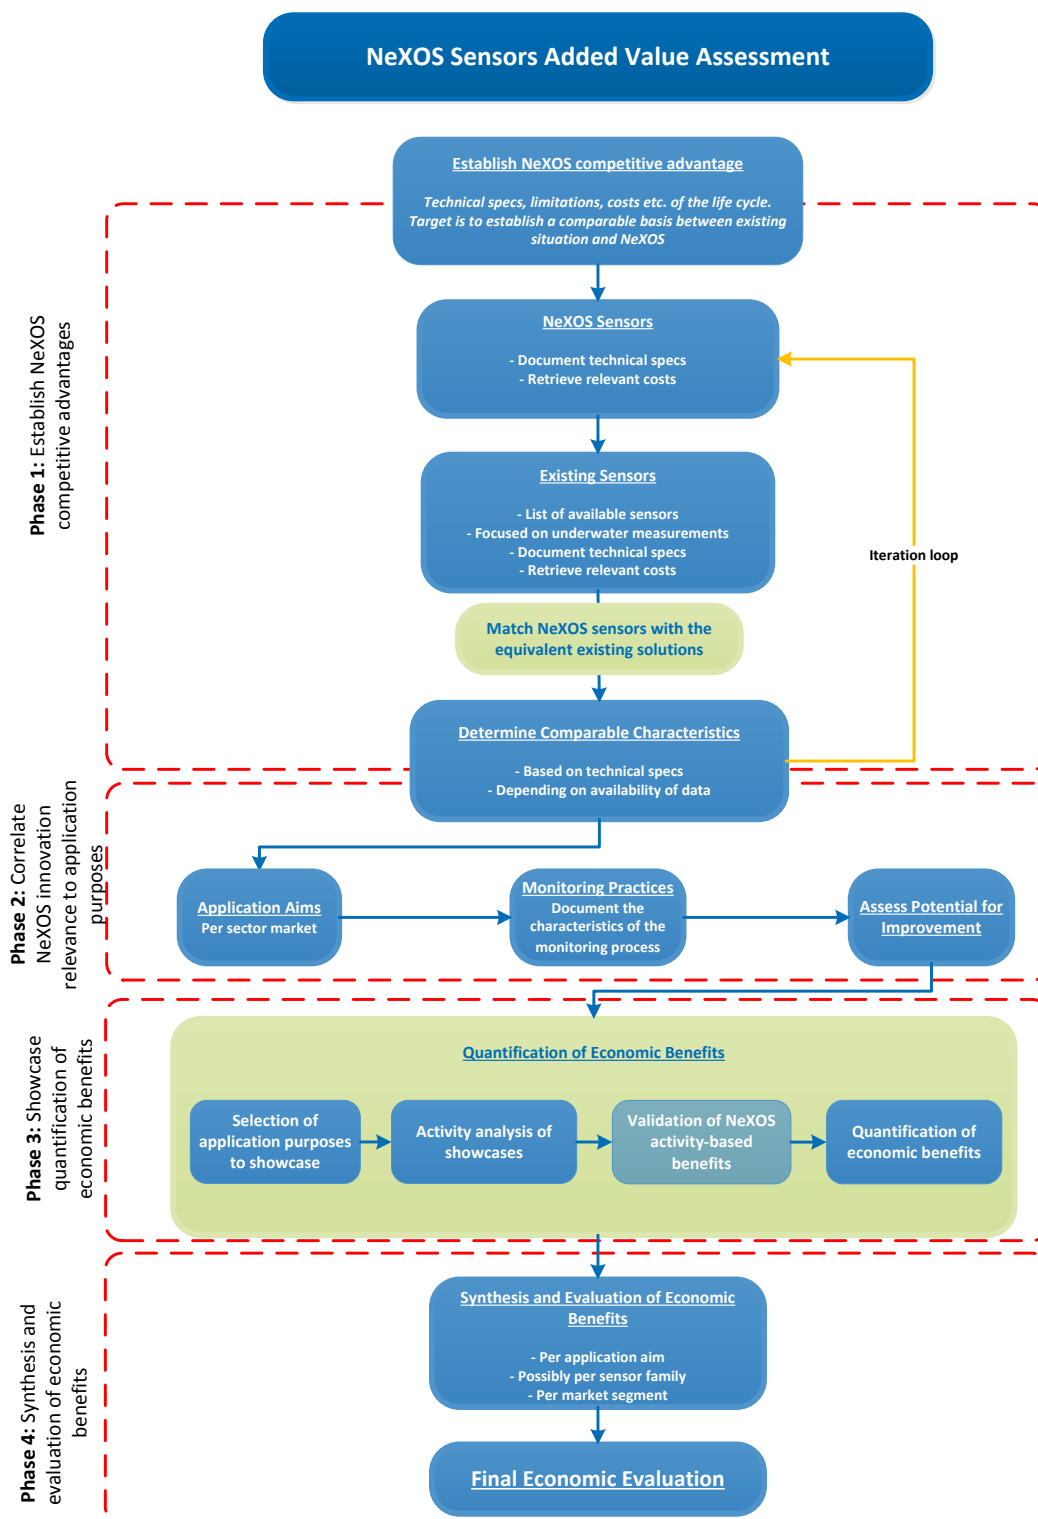 NeXOS Sensors Added Value Assessment
Establish NeXOS competitive advantage
Technical specs, limitations, costs etc. of the life cycle.
Target is to establish a comparable basis between existing
situation and NeXOS
Phase 1: Establish NeXOS
competitive advantages
NeXOS Sensors
- Document technical specs
- Retrieve relevant costs
Existing Sensors
- List of available sensors
- Focused on underwater measurements
- Document technical specs
- Retrieve relevant costs
Iteration loop
Match NeXOS sensors with the
equivalent existing solutions
Determine Comparable Characteristics
- Based on technical specs
- Depending on availability of data
Phase 2: Correlate
NeXOS innovation
relevance to application
purposes
Application Aims
Per sector market
Monitoring Practices
Document the
characteristics of the
monitoring process
Assess Potential for
Improvement
Phase 3: Showcase
quantification of
economic benefits
Quantification of Economic Benefits
Selection of
application purposes
to showcase
Activity analysis of
showcases
Validation of NeXOS
activity-based
benefits
Quantification of
economic benefits
Phase 4: Synthesis and
evaluation of economic
benefits
Synthesis and Evaluation of Economic
Benefits
- Per application aim
- Possibly per sensor family
- Per market segment
Final Economic Evaluation